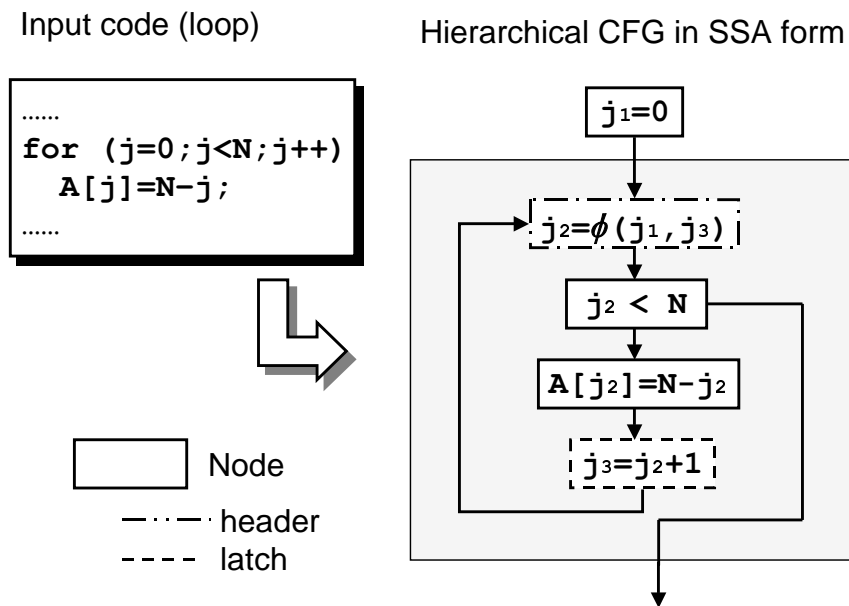 Input code (loop)
Hierarchical CFG in SSA form
......
for (j=0;j<N;j++)
A[j]=N-j;
......
j₁=0
j₂=ϕ(j₁,j₃)
j₂ < N
A[j₂]=N-j₂
j₃=j₂+1
Node
header
latch